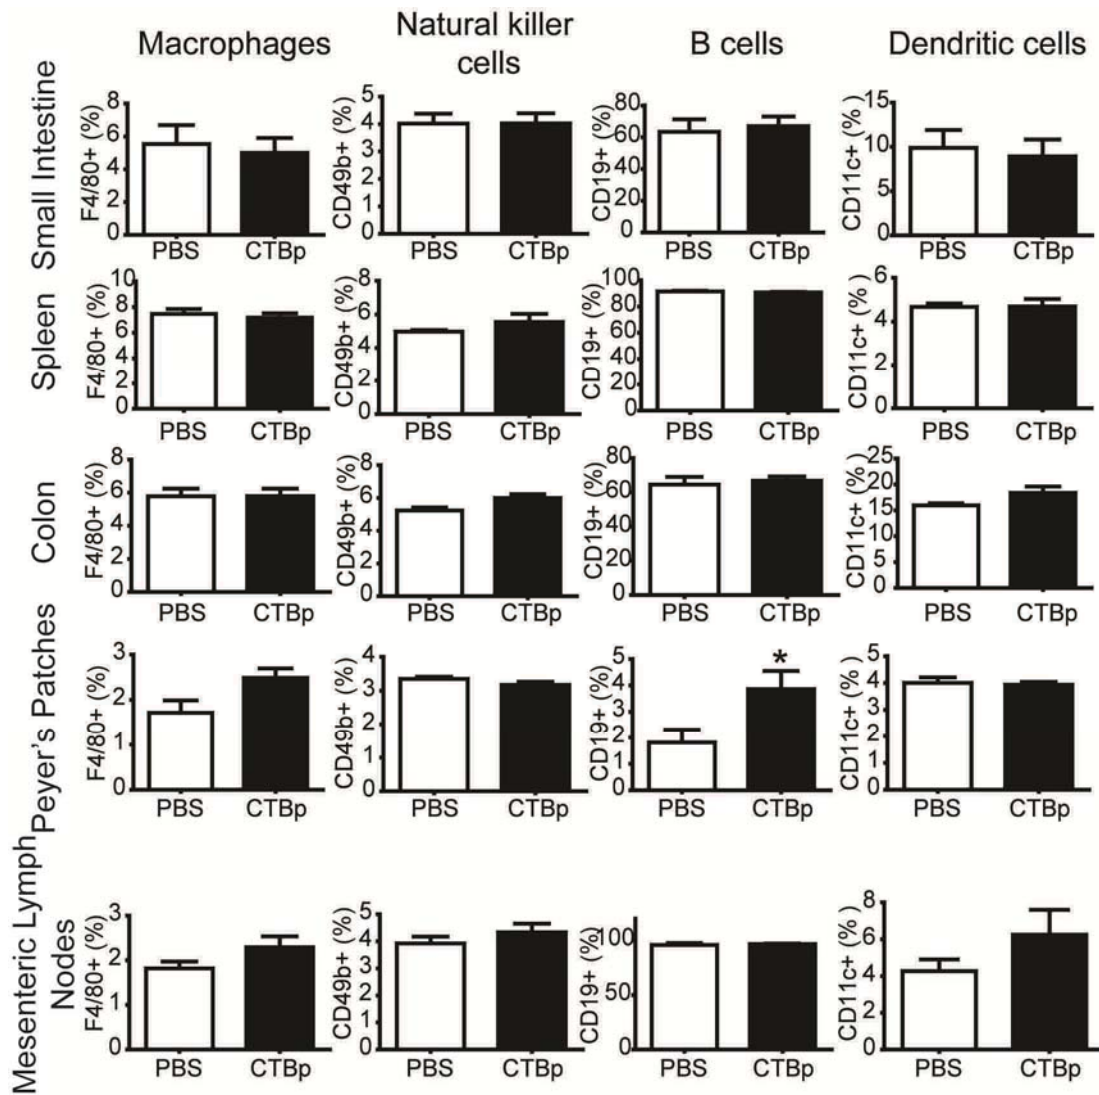 Macrophages
Natural killer
cells
B cells
Dendritic cells
Small Intestine
F4/80+ (%)
8
6
4
2
0
PBS
CTBp
CD49b+ (%)
5
4
3
2
1
0
PBS
CTBp
CD19+ (%)
80
60
40
20
0
PBS
CTBp
CD11c+ (% )
15
10
5
0
PBS
CTBp
Spleen
F4/80+ (%)
10
8
6
4
2
0
PBS
CTBp
CD49b+ (%)
8
6
4
2
0
PBS
CTBp
CD19+ (%)
100
80
60
40
20
0
PBS
CTBp
CD11c+ (% )
6
4
2
0
PBS
CTBp
Colon
F4/80+ (%)
8
6
4
2
0
PBS
CTBp
CD49b+ (%)
8
6
4
2
0
PBS
CTBp
CD19+ (%)
80
60
40
20
0
PBS
CTBp
CD11c+ (% )
25
20
15
10
5
0
PBS
CTBp
Peyer's Patches
F4/80+ (%)
3
2
1
0
PBS
CTBp
CD49b+ (%)
4
3
2
1
0
PBS
CTBp
CD19+ (%)
5
4
3
2
1
0
*
PBS
CTBp
CD11c+ (% )
5
4
3
2
1
0
PBS
CTBp
Mesenteric Lymph
Nodes
F4/80+ (%)
3
2
1
0
PBS
CTBp
CD49b+ (%)
5
4
3
2
1
0
PBS
CTBp
CD19+ (%)
100
50
0
PBS
CTBp
CD11c+ (% )
8
6
4
2
0
PBS
CTBp